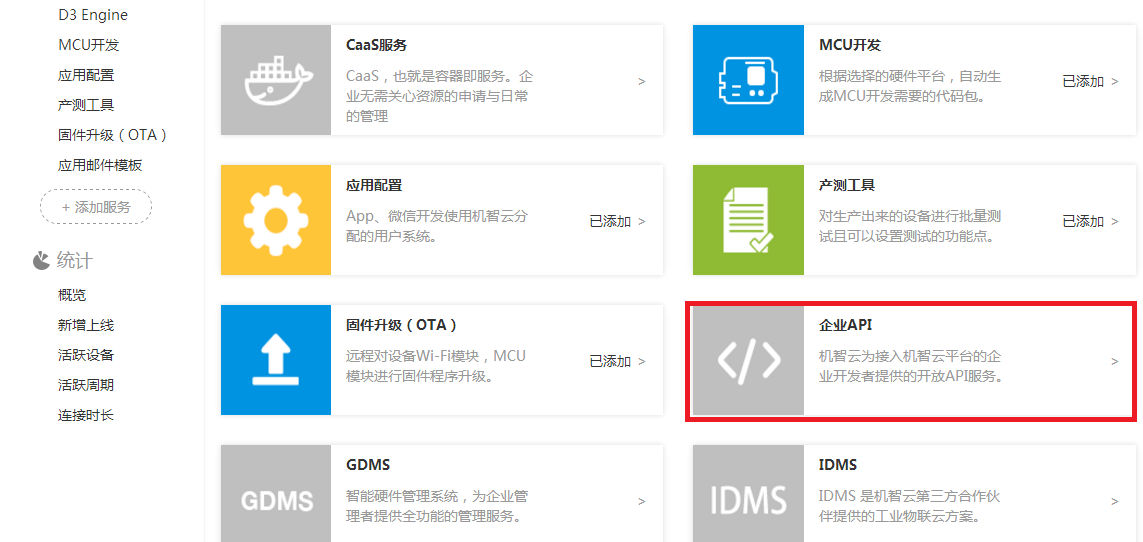 D3 Engine
MCU开发
应用配置
产测工具
固件升级（OTA）
应用邮件模板
+ 添加服务
统计
概览
新增上线
活跃设备
活跃周期
连接时长
CaaS服务
CaaS，也就是容器即服务。企
业无需关心资源的申请与日常
的管理
>
MCU开发
根据选择的硬件平台，自动生
成MCU开发需要的代码包。
已添加 >
应用配置
App、微信开发使用机智云分
配的用户系统。
已添加 >
产测工具
对生产出来的设备进行批量测
试且可以设置测试的功能点。
已添加 >
固件升级（OTA）
远程对设备Wi-Fi模块，MCU
模块进行固件程序升级。
已添加 >
</>
企业API
机智云为接入机智云平台的企
业开发者提供的开放API服务。
>
GDMS
GDMS
智能硬件管理系统，为企业管
理者提供全功能的管理服务。
>
IDMS
IDMS
IDMS 是机智云第三方合作伙
伴提供的工业物联云方案。
>